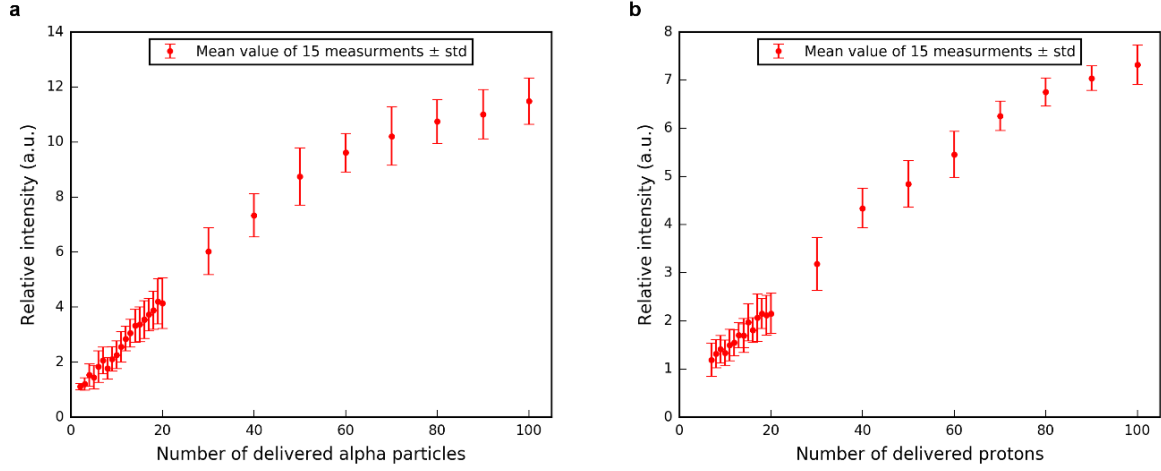 a
14
12
10
8
6
4
2
0
Relative intensity (a.u.)
Mean value of 15 measurments ± std
0 20 40 60 80 100
Number of delivered alpha particles
b
8
7
6
5
4
3
2
1
0
Relative intensity (a.u.)
Mean value of 15 measurments ± std
0 20 40 60 80 100
Number of delivered protons